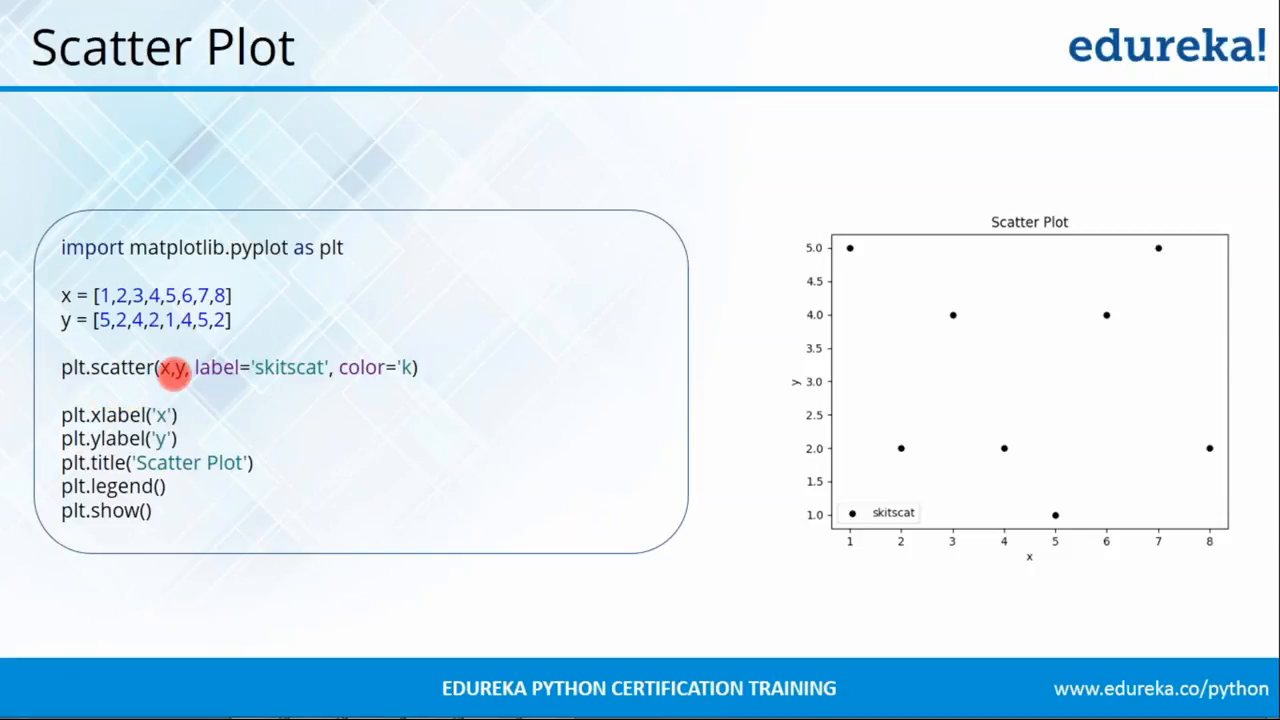 Scatter Plot
edureka!
import matplotlib.pyplot as plt
x = [1,2,3,4,5,6,7,8]
y = [5,2,4,2,1,4,5,2]
plt.scatter(x,y, label='skitscat', color='k)
plt.xlabel('x')
plt.ylabel('y')
plt.title('Scatter Plot')
plt.legend()
plt.show()
Scatter Plot
5.0
4.5
4.0
3.5
3.0
2.5
2.0
1.5
1.0
y
skitscat
1 2 3 4 5 6 7 8
x
EDUREKA PYTHON CERTIFICATION TRAINING
www.edureka.co/python